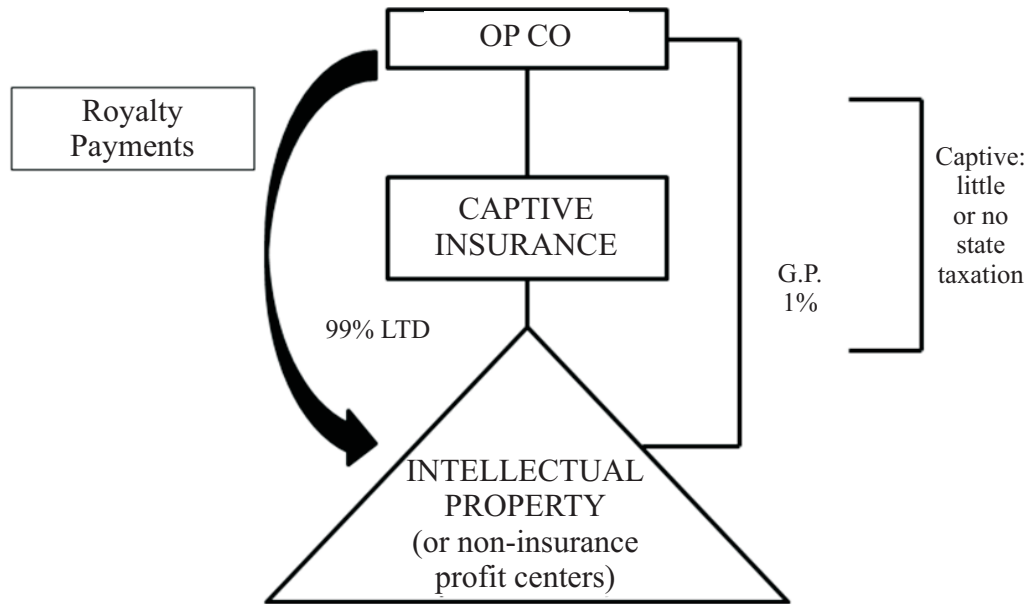 OP CO
Royalty
Payments
CAPTIVE
INSURANCE
Captive:
little
or no
state
taxation
G.P.
1%
99% LTD
INTELLECTUAL
PROPERTY
(or non-insurance
profit centers)